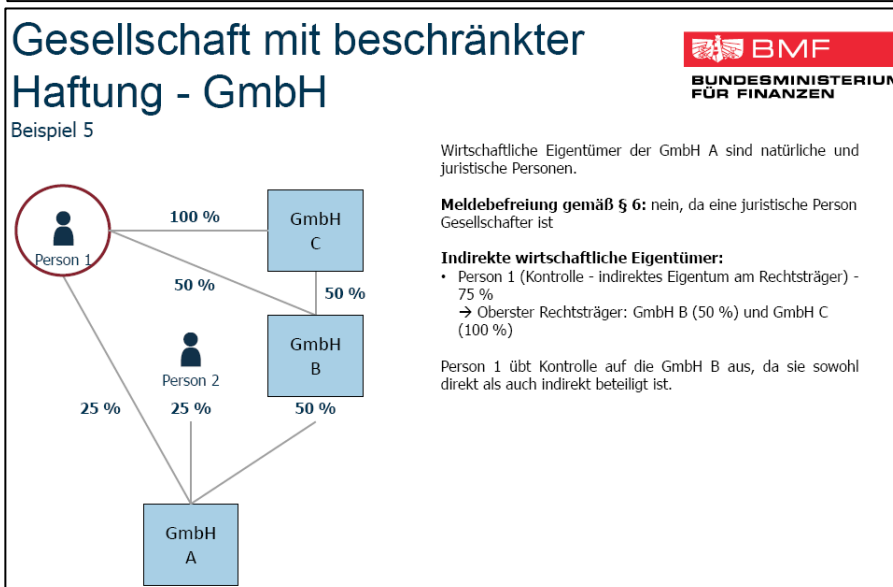 Gesellschaft mit beschränkter
Haftung - GmbH
Beispiel 5
BMF
BUNDESMINISTERIUM
FÜR FINANZEN
Person 1
100 %
GmbH
C
50 %
50 %
Person 2
GmbH
B
25 %
25 %
50 %
GmbH
A
Wirtschaftliche Eigentümer der GmbH A sind natürliche und
juristische Personen.
Meldebefreiung gemäß § 6: nein, da eine juristische Person
Gesellschafter ist
Indirekte wirtschaftliche Eigentümer:
• Person 1 (Kontrolle - indirektes Eigentum am Rechtsträger) -
75 %
→ Oberster Rechtsträger: GmbH B (50 %) und GmbH C
(100 %)
Person 1 übt Kontrolle auf die GmbH B aus, da sie sowohl
direkt als auch indirekt beteiligt ist.